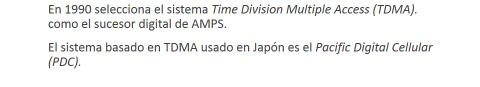 En 1990 selecciona el sistema Time Division Multiple Access (TDMA).
como el sucesor digital de AMPS.
El sistema basado en TDMA usado en Japón es el Pacific Digital Cellular
(PDC).